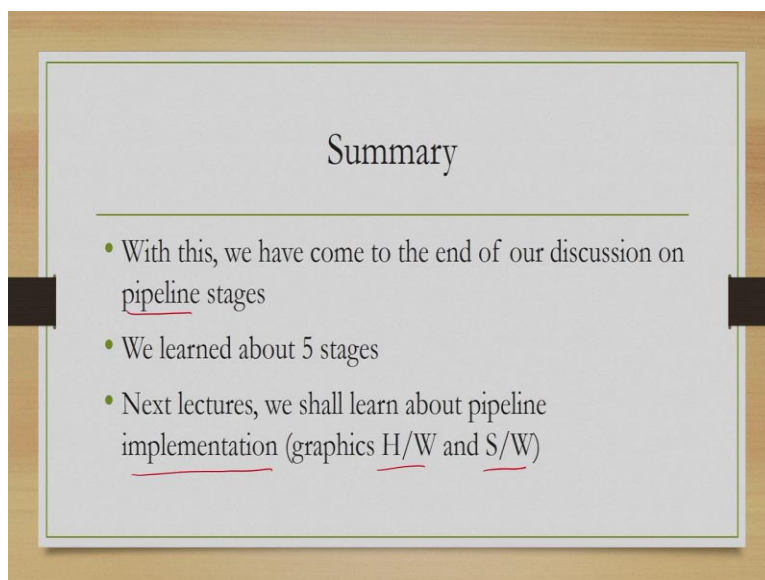 Summary
• With this, we have come to the end of our discussion on
pipeline stages
• We learned about 5 stages
• Next lectures, we shall learn about pipeline
implementation (graphics H/W and S/W)